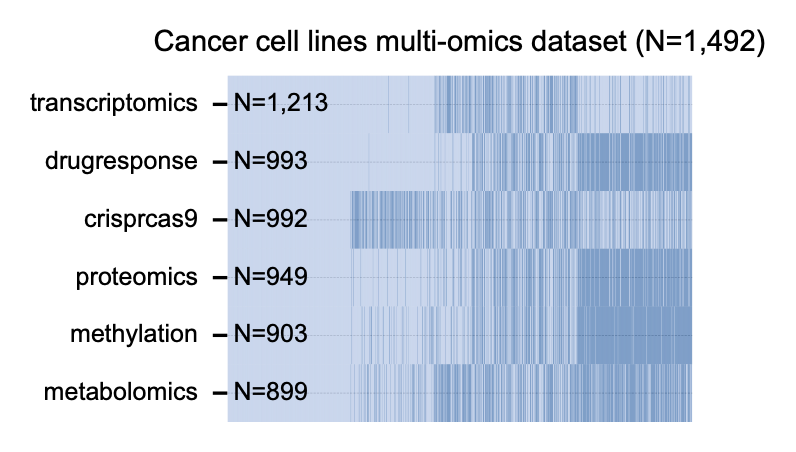 Cancer cell lines multi-omics dataset (N=1,492)
transcriptomics N=1,213
drugresponse N=993
crisprcas9 N=992
proteomics N=949
methylation N=903
metabolomics N=899